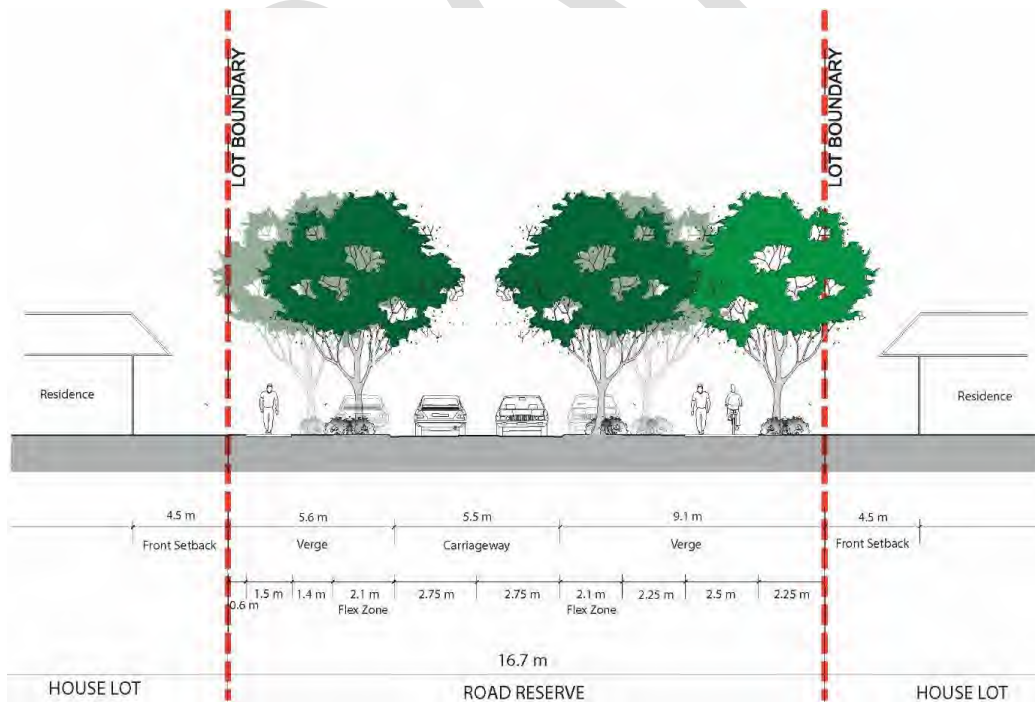 LOT BOUNDARY
LOT BOUNDARY
Residence
Residence
4.5 m
5.6 m
5.5 m
9.1 m
4.5 m
Front Setback
Verge
Carriageway
Verge
Front Setback
0.6 m
1.5 m
1.4 m
2.1 m
2.75 m
2.75 m
2.1 m
2.25 m
2.5 m
2.25 m
Flex Zone
Flex Zone
16.7 m
HOUSE LOT
ROAD RESERVE
HOUSE LOT